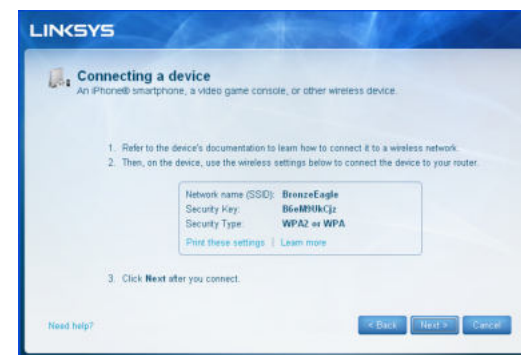 LINKSYS
Connecting a device
An iPhone® smartphone, a video game console, or other wireless device.
1. Refer to the device's documentation to learn how to connect it to a wireless network.
2. Then, on the device, use the wireless settings below to connect the device to your router.
Network name (SSID): BronzeEagle
Security Key: B6eM9UkCjz
Security Type: WPA2 or WPA
Print these settings | Learn more
3. Click Next after you connect.
Need help? < Back Next > Cancel